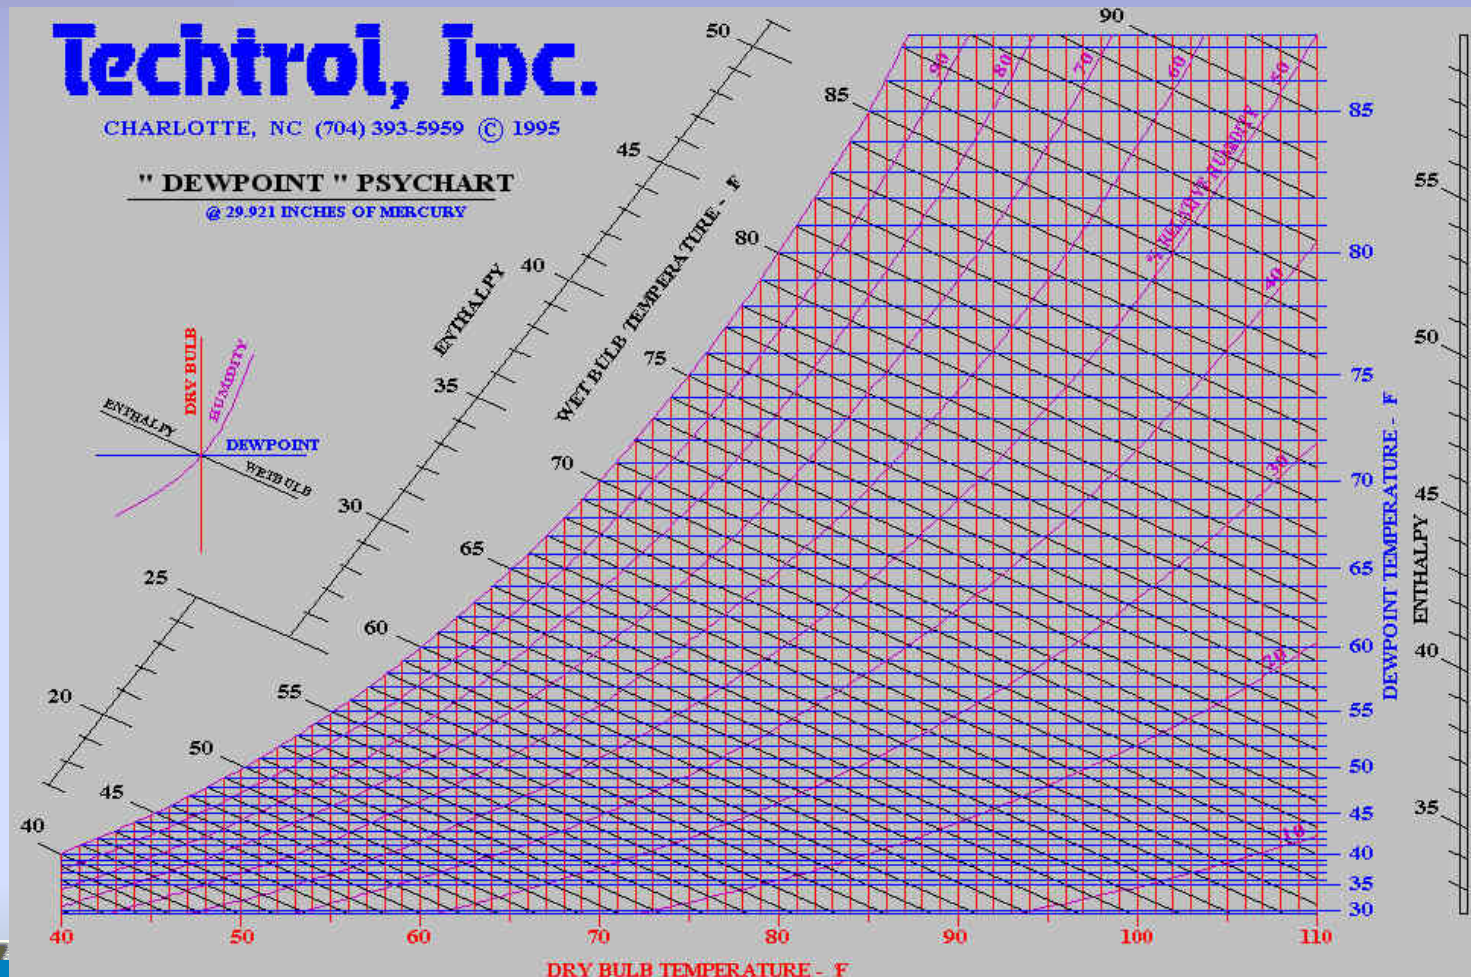 Techtrol, Inc.
CHARLOTTE, NC (704) 393-5959 © 1995
" DEWPOINT " PSYCHART
@ 29.921 INCHES OF MERCURY
ENTHALPY
50
45
40
35
30
25
20
WET BULB TEMPERATURE - F
90
85
80
75
70
65
60
55
50
45
40
90
80
70
60
50
40
30
20
10
% RELATIVE HUMIDITY
DRY BULB
HUMIDITY
ENTHALPY
DEWPOINT
WETBULB
85
80
75
70
65
60
55
50
45
40
35
30
DEWPOINT TEMPERATURE - F
55
50
45
40
35
ENTHALPY
40 50 60 70 80 90 100 110
DRY BULB TEMPERATURE - F